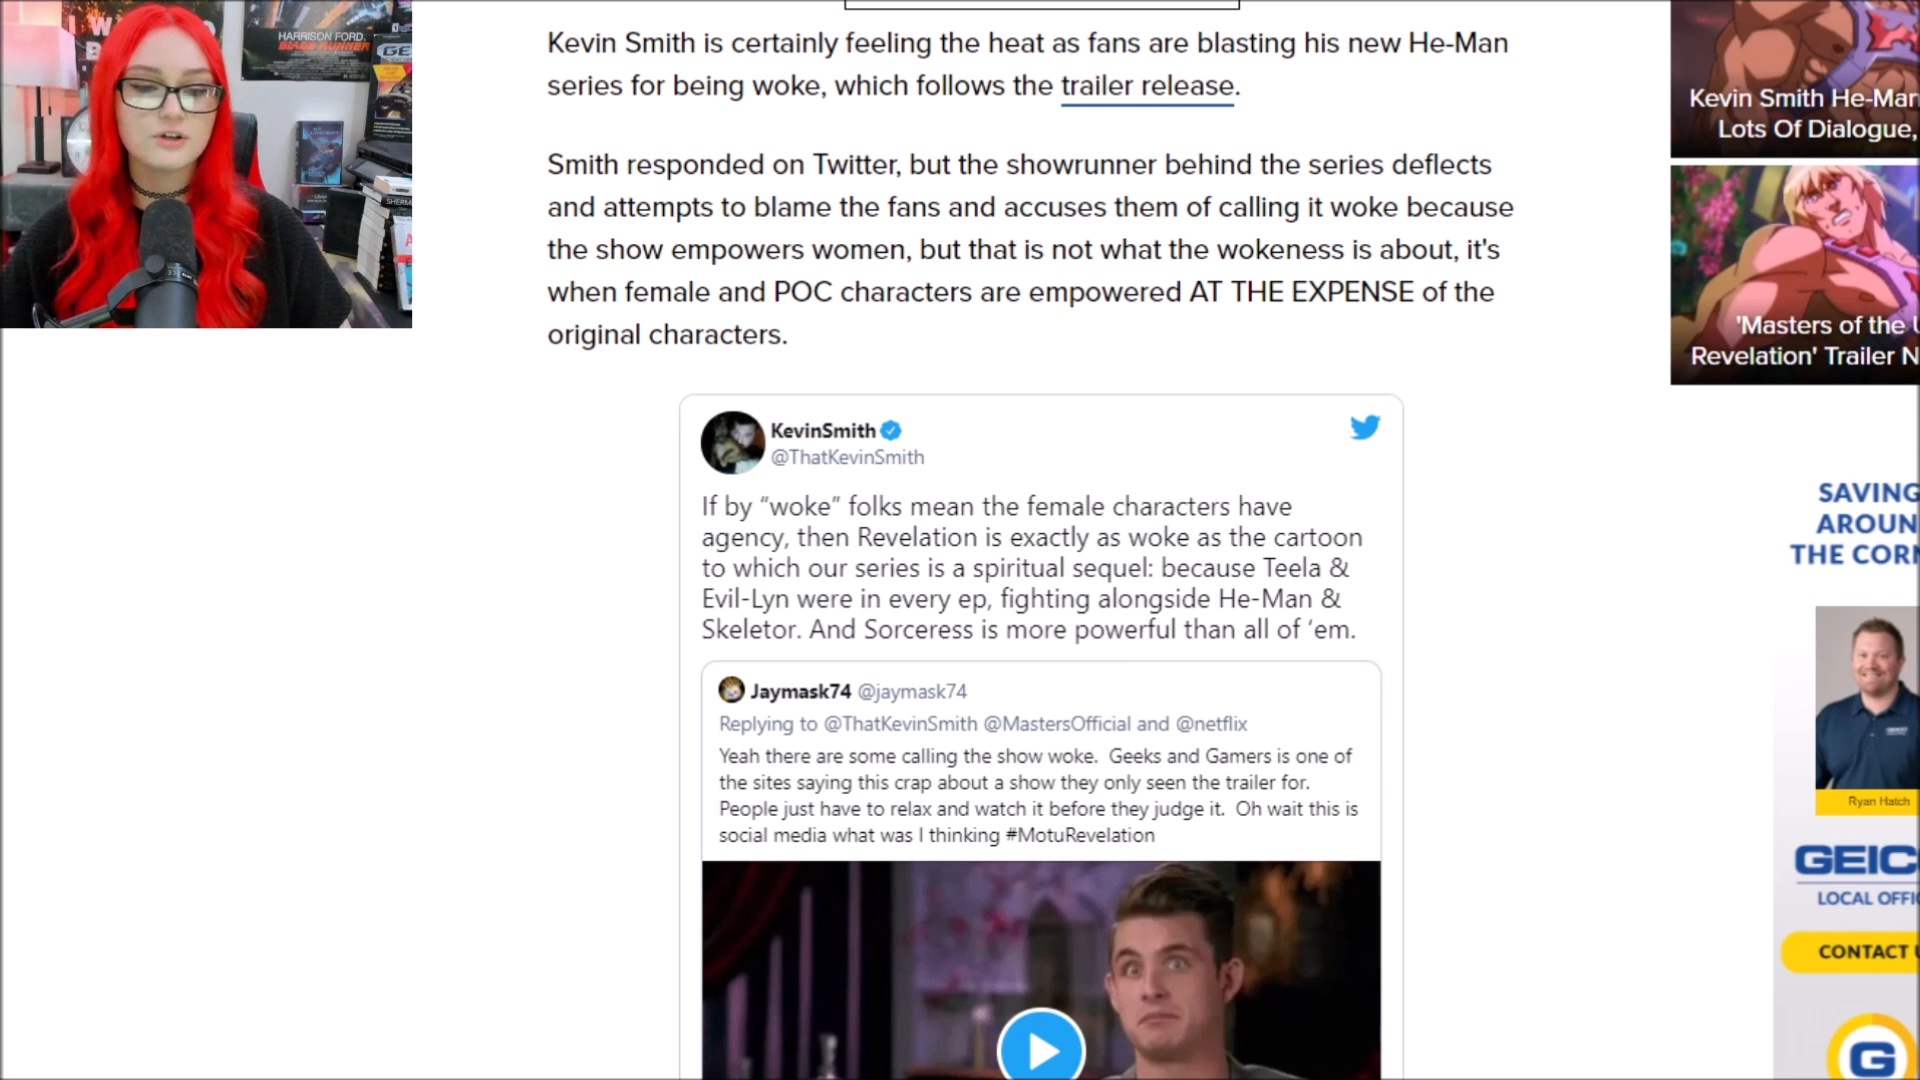 HARRISON FORD.
BLADE RUNNER
GE
SHERM
Kevin Smith is certainly feeling the heat as fans are blasting his new He-Man
series for being woke, which follows the trailer release.
Smith responded on Twitter, but the showrunner behind the series deflects
and attempts to blame the fans and accuses them of calling it woke because
the show empowers women, but that is not what the wokeness is about, it's
when female and POC characters are empowered AT THE EXPENSE of the
original characters.
KevinSmith
@ThatKevinSmith
If by “woke” folks mean the female characters have
agency, then Revelation is exactly as woke as the cartoon
to which our series is a spiritual sequel: because Teela &
Evil-Lyn were in every ep, fighting alongside He-Man &
Skeletor. And Sorceress is more powerful than all of ‘em.
Jaymask74 @jaymask74
Replying to @ThatKevinSmith @MastersOfficial and @netflix
Yeah there are some calling the show woke. Geeks and Gamers is one of
the sites saying this crap about a show they only seen the trailer for.
People just have to relax and watch it before they judge it. Oh wait this is
social media what was I thinking #MotuRevelation
Kevin Smith He-Man
Lots Of Dialogue,
'Masters of the U
Revelation' Trailer N
SAVING
AROUN
THE CORN
Ryan Hatch
GEIC
LOCAL OFFIC
CONTACT U
G